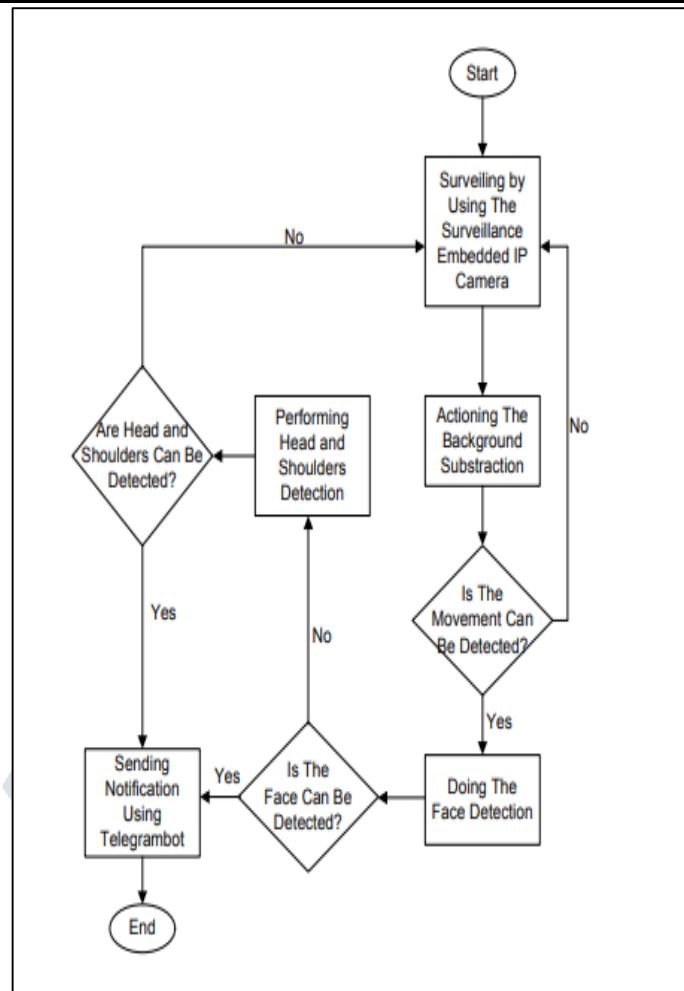 Start
Surveiling by
Using The
Surveillance
Embedded IP
Camera
No
Actioning The
Background
Substraction
No
Is The
Movement Can
Be Detected?
Yes
Doing The
Face Detection
Is The
Face Can Be
Detected?
No
Performing
Head and
Shoulders
Detection
Are Head and
Shoulders Can Be
Detected?
Yes
Yes
Sending
Notification
Using
Telegrambot
End